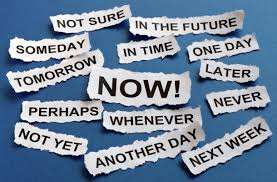 NOT SURE
IN THE FUTURE
SOMEDAY
IN TIME
ONE DAY
TOMORROW
LATER
NOW!
NEVER
PERHAPS
WHENEVER
NOT YET
ANOTHER DAY
NEXT WEEK